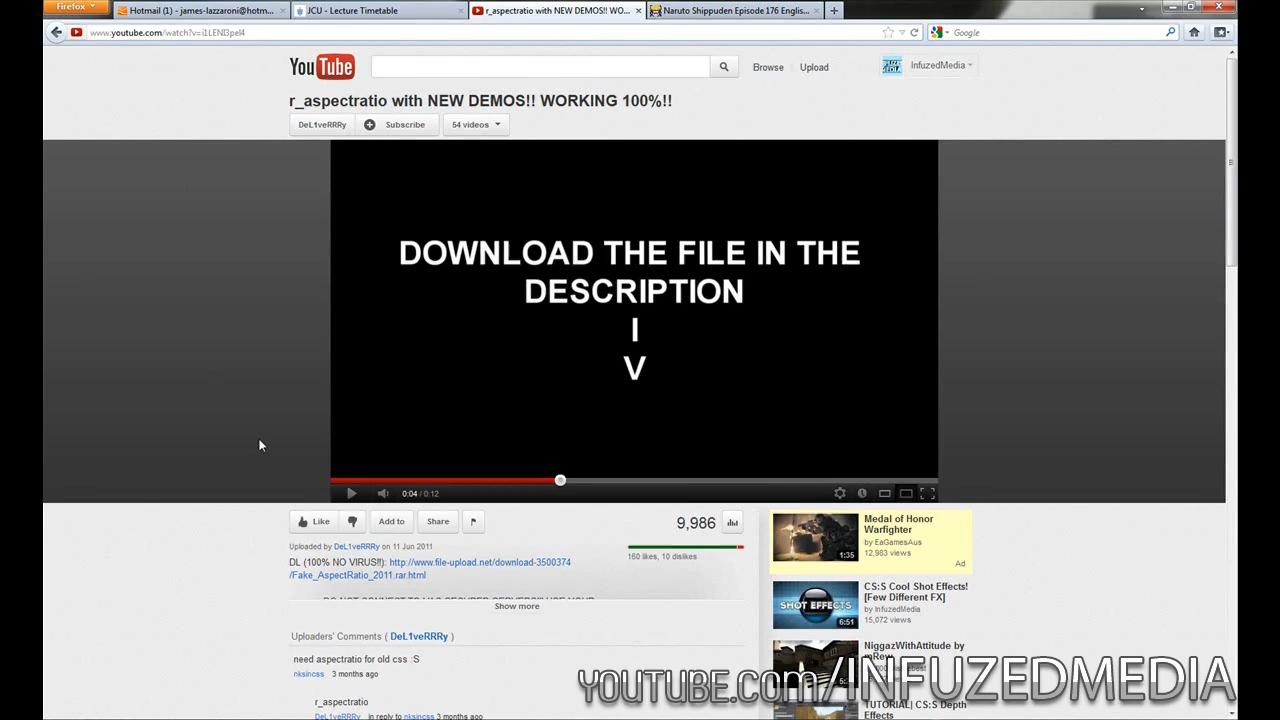 Firefox
Hotmail (1) - james-lazzaroni@hotm...
JCU - Lecture Timetable
r_aspectratio with NEW DEMOS!! WO...
Naruto Shippuden Episode 176 Englis...
www.youtube.com/watch?v=i1LENI3pel4
Google
YouTube
Browse
Upload
InfuzedMedia
r_aspectratio with NEW DEMOS!! WORKING 100%!!
DeL1veRRRy
Subscribe
54 videos
DOWNLOAD THE FILE IN THE
DESCRIPTION
I
V
0:04 / 0:12
Like
Add to
Share
9,986
Uploaded by DeL1veRRRy on 11 Jun 2011
160 likes, 10 dislikes
DL (100% NO VIRUS!!): http://www.file-upload.net/download-3500374
/Fake_AspectRatio_2011.rar.html
Show more
Uploaders' Comments ( DeL1veRRRy )
need aspectratio for old css :S
nksincss 3 months ago
r_aspectratio
DeL1veRRRy in reply to nksincss 3 months ago
1:35
Medal of Honor
Warfighter
by EaGamesAus
12,983 views
Ad
SHOT EFFECTS
6:51
CS:S Cool Shot Effects!
[Few Different FX]
by InfuzedMedia
15,072 views
NiggazWithAttitude by
mRew
TUTORIAL| CS:S Depth
Effects
YOUTUBE.COM/INFUZEDMEDIA